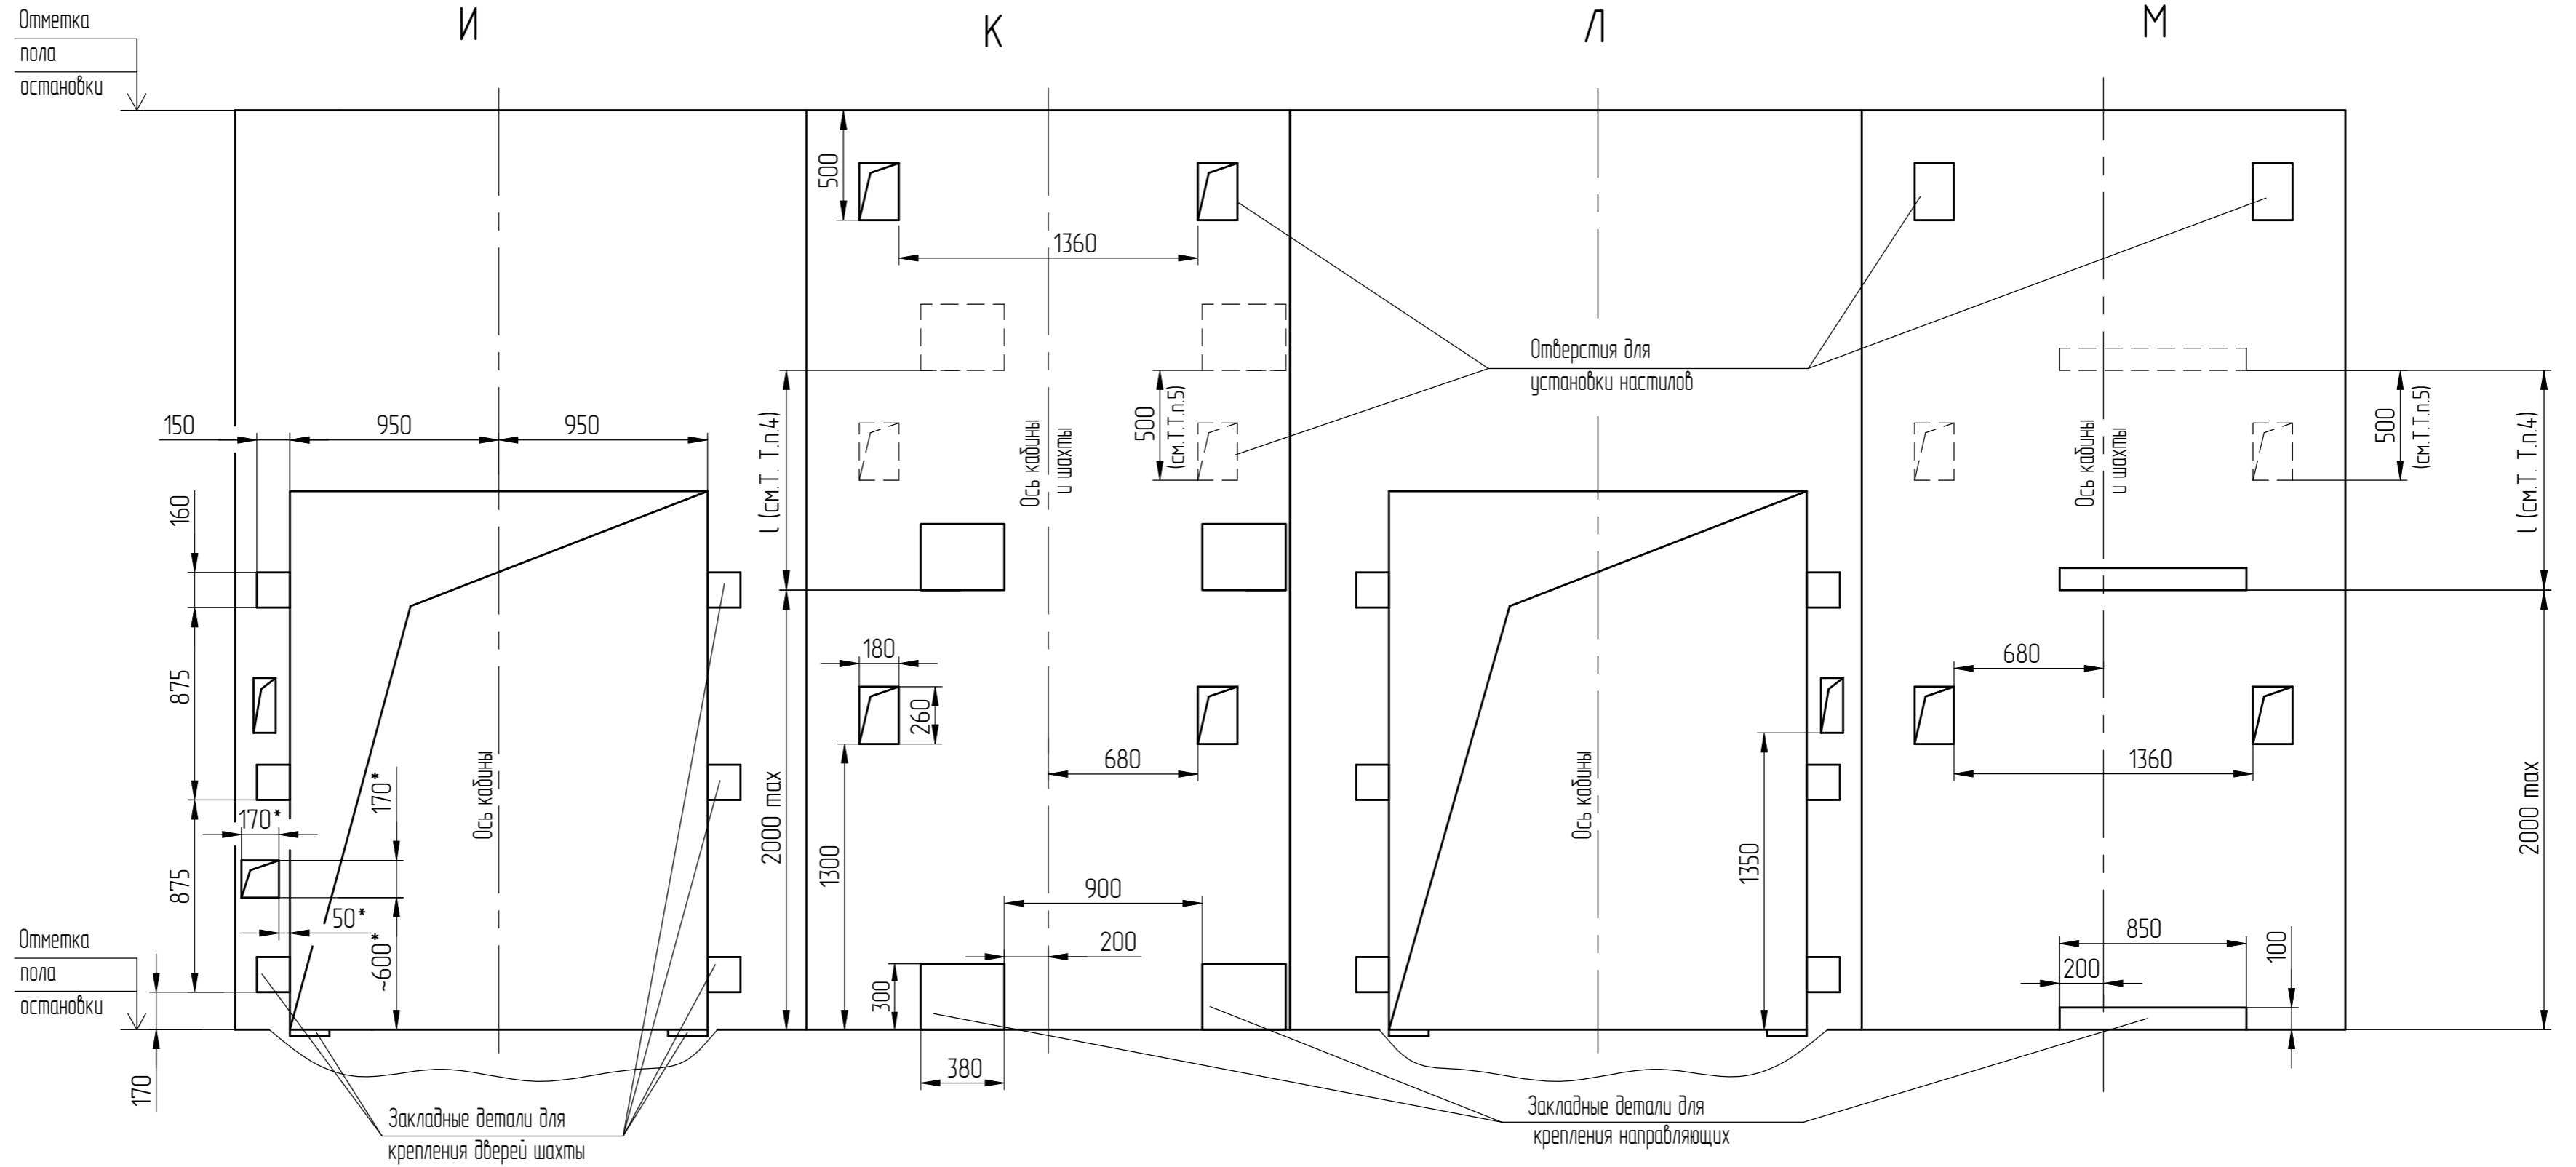 И
К
Л
М
Отметка
пола
остановки
500
1360
Отверстия для
установки настилов
150
950
950
l (см.Т. Т.п.4)
500
(см.Т.Т.п.5)
Ось кабины
и шахты
Ось кабины
и шахты
500
(см.Т.Т.п.5)
l (см.Т. Т.п.4)
160
875
180
260
680
680
1360
170*
170*
Ось кабины
2000 max
1300
Ось кабины
1350
2000 max
875
50*
~600*
900
200
850
200
100
Отметка
пола
остановки
300
170
380
Закладные детали для
крепления дверей шахты
Закладные детали для
крепления направляющих